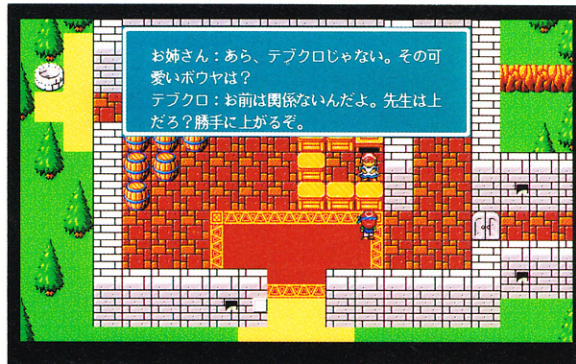 お姉さん：あら、テブクロじゃない。その可
愛いボウヤは？
テブクロ：お前は関係ないんだよ。先生は上
だろ？勝手に上がるぞ。